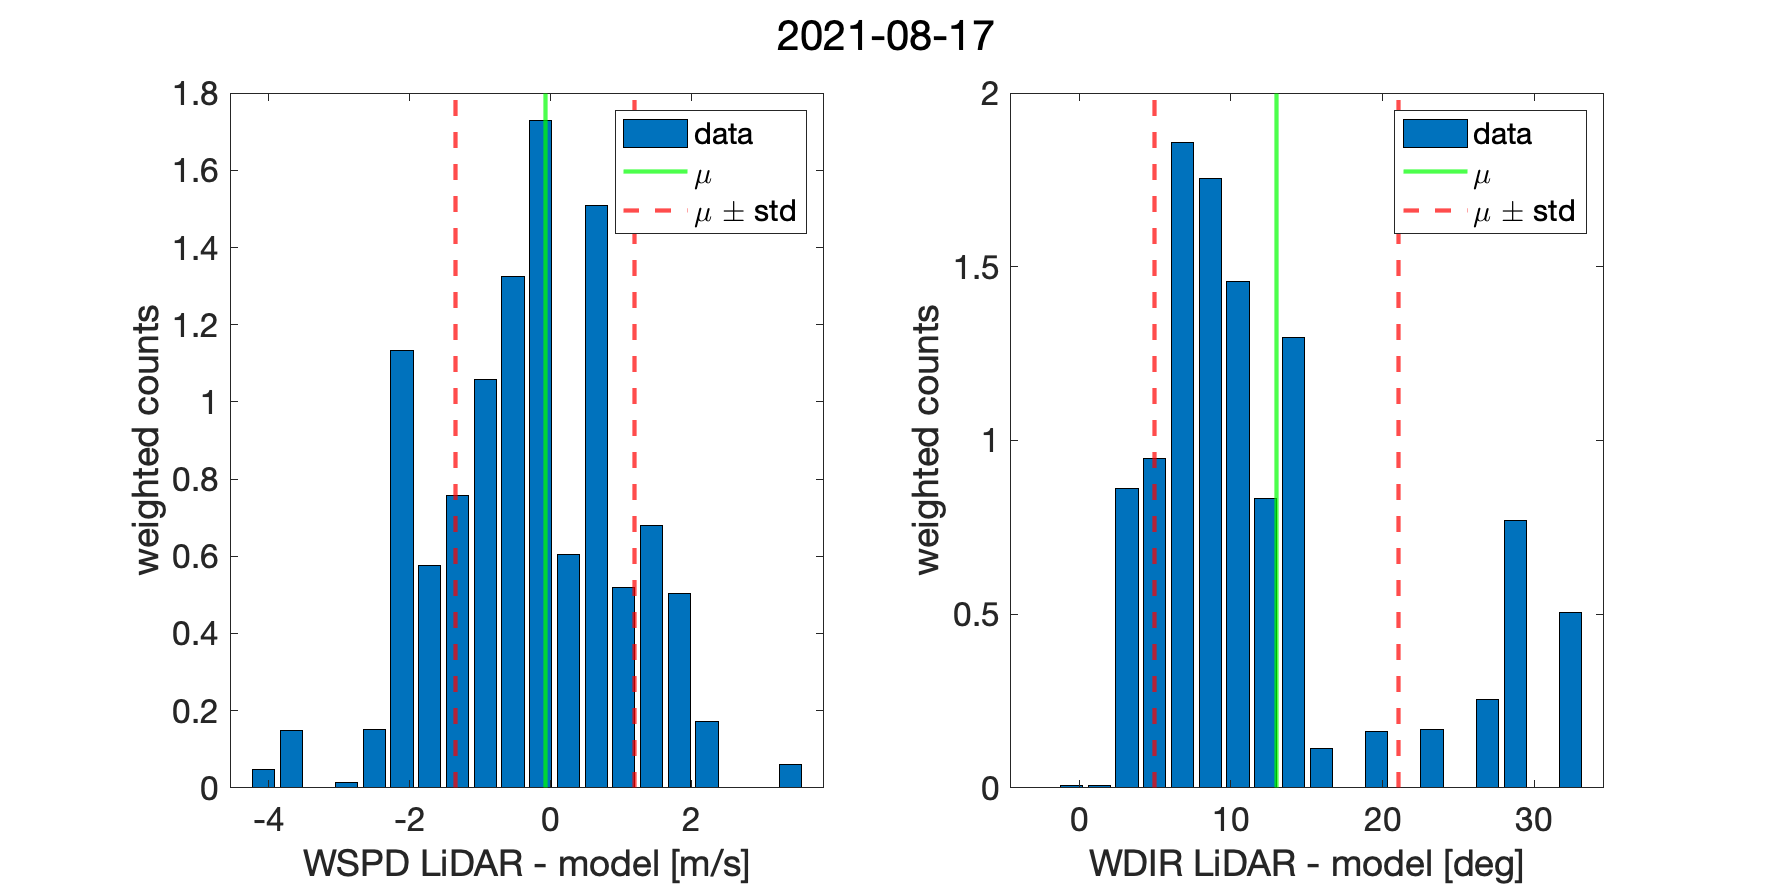 2021-08-17
1.8
1.6
1.4
1.2
1
0.8
0.6
0.4
0.2
0
weighted counts
-4 -2 0 2
WSPD LiDAR - model [m/s]
data
μ
μ ± std
2
1.5
1
0.5
0
weighted counts
0 10 20 30
WDIR LiDAR - model [deg]
data
μ
μ ± std